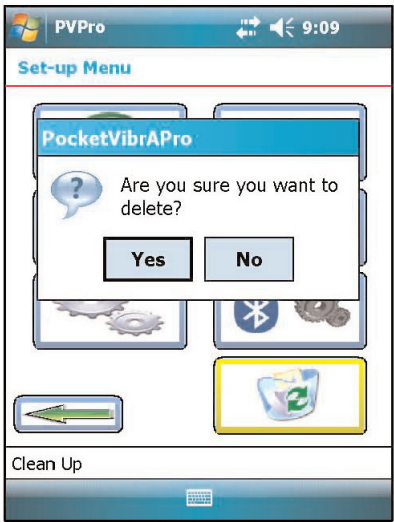 PVPro 9:09
Set-up Menu
PocketVibrAPro
?
Are you sure you want to
delete?
Yes No
Clean Up